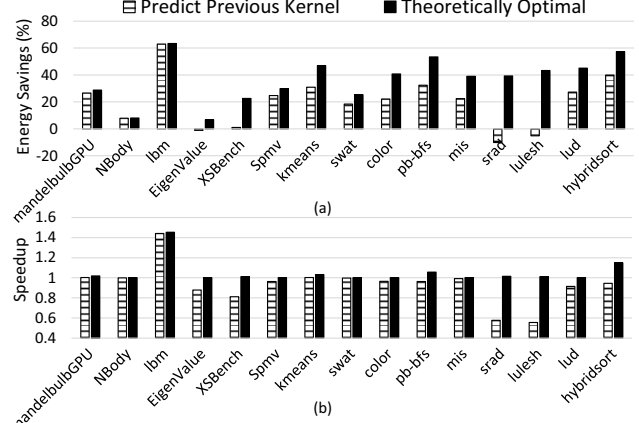 Predict Previous Kernel Theoretically Optimal
Energy Savings (%)
80
60
40
20
0
-20
mandelbulbGPU
NBody
lbm
EigenValue
XSBench
Spmv
kmeans
swat
color
pb-bfs
mis
srad
lulesh
lud
hybridsort
(a)
Speedup
1.6
1.4
1.2
1
0.8
0.6
0.4
mandelbulbGPU
NBody
lbm
EigenValue
XSBench
Spmv
kmeans
swat
color
pb-bfs
mis
srad
lulesh
lud
hybridsort
(b)